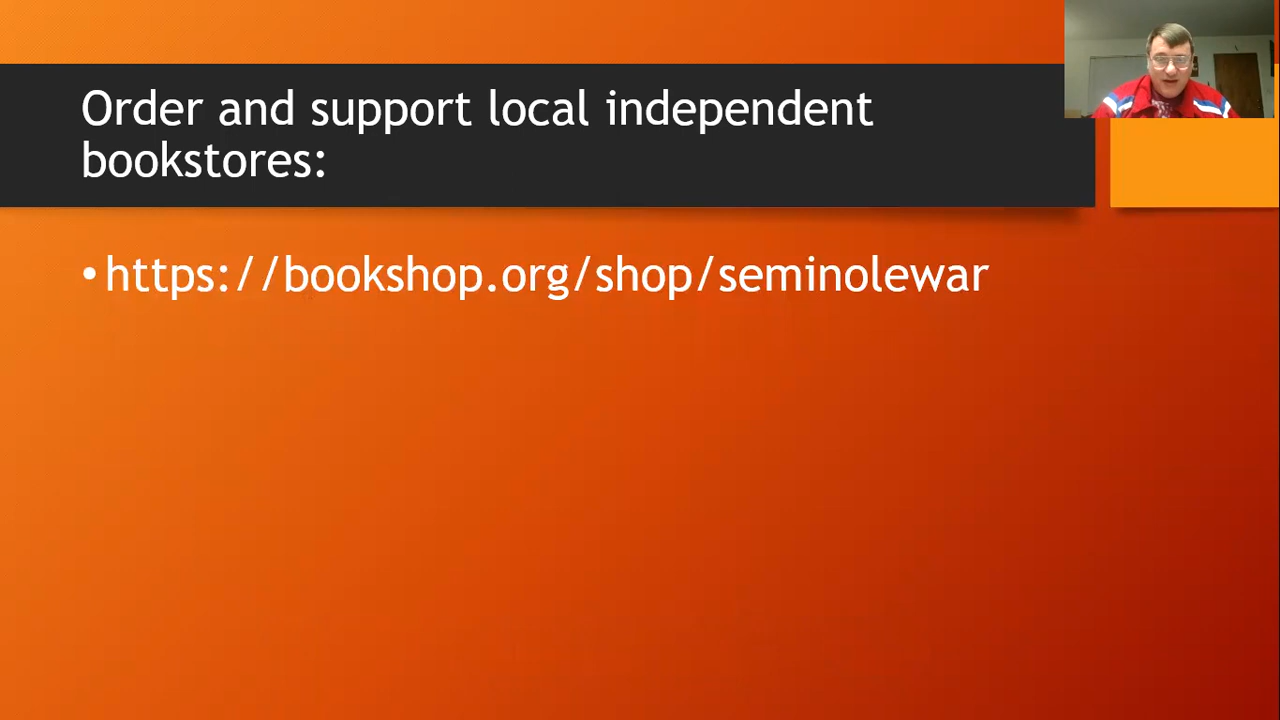 Order and support local independent
bookstores:
•https://bookshop.org/shop/seminolewar